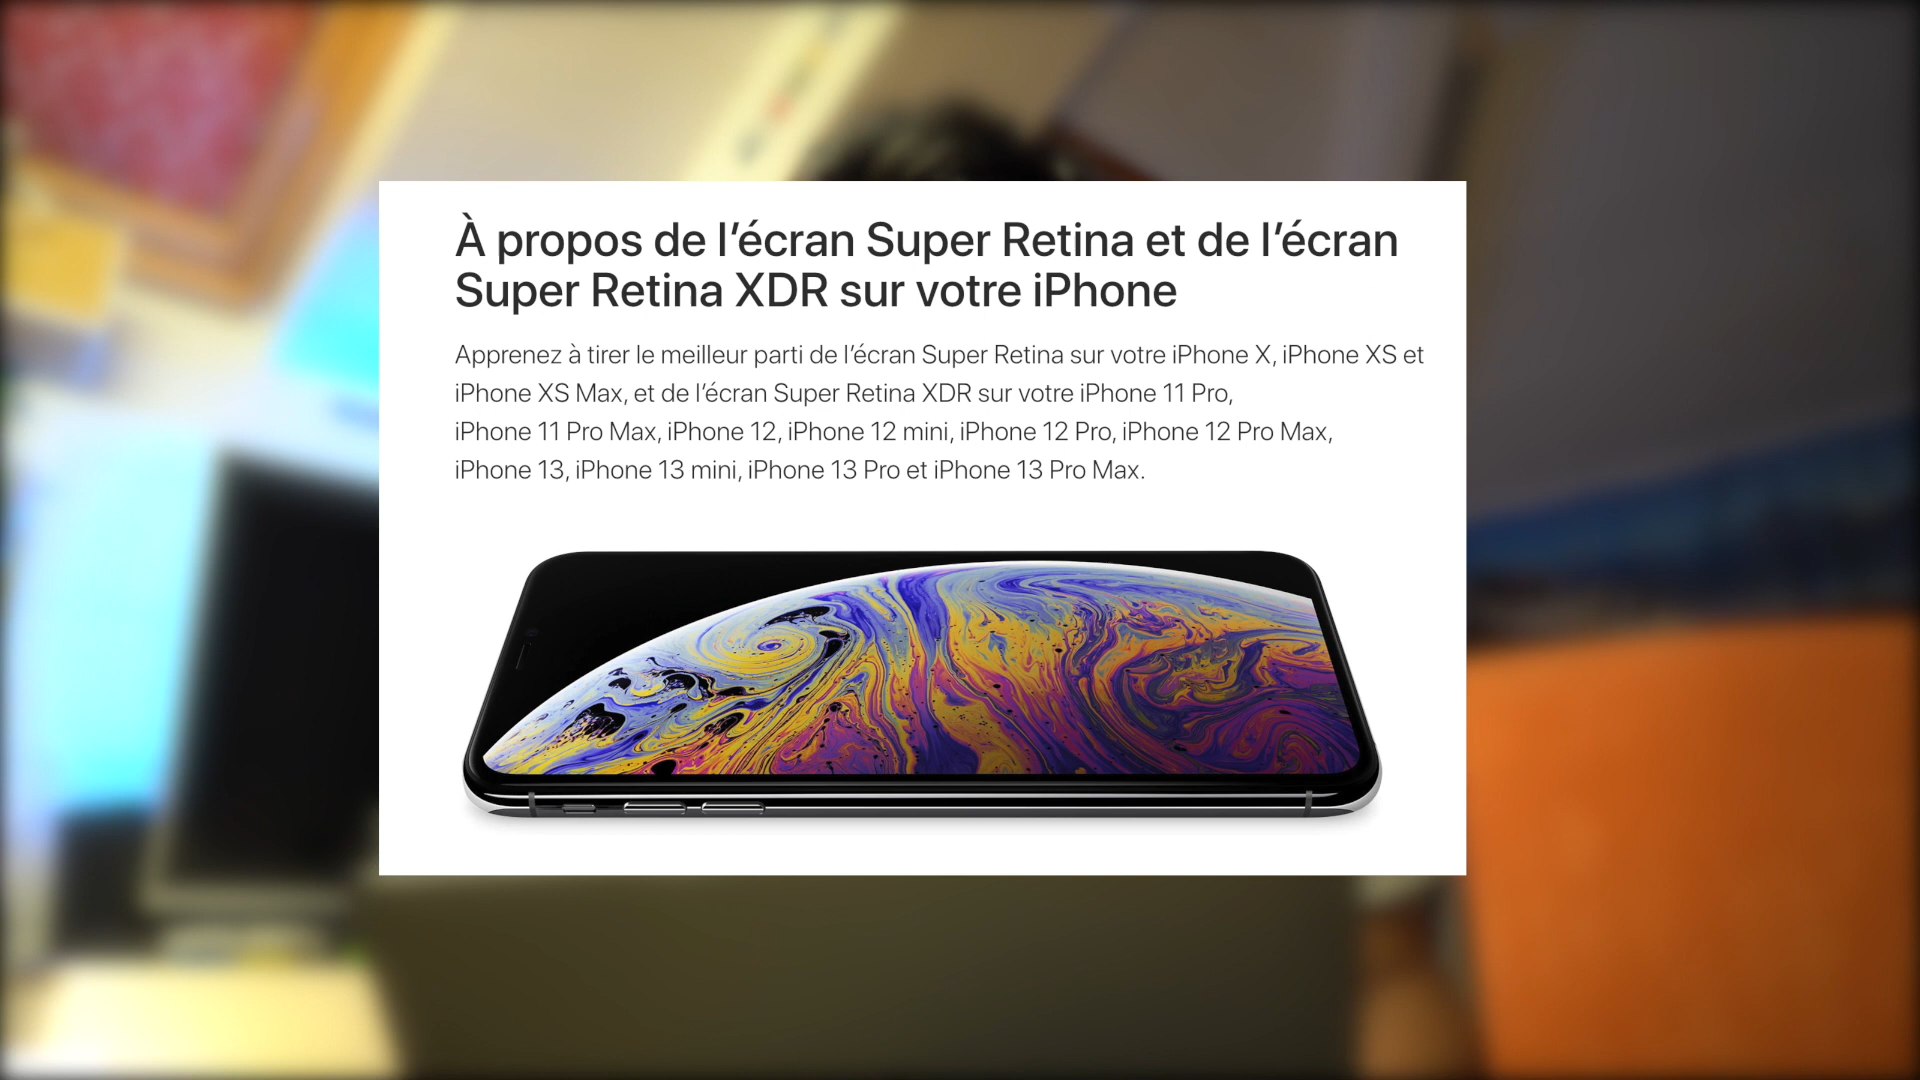 À propos de l’écran Super Retina et de l’écran
Super Retina XDR sur votre iPhone
Apprenez à tirer le meilleur parti de l’écran Super Retina sur votre iPhone X, iPhone XS et
iPhone XS Max, et de l’écran Super Retina XDR sur votre iPhone 11 Pro,
iPhone 11 Pro Max, iPhone 12, iPhone 12 mini, iPhone 12 Pro, iPhone 12 Pro Max,
iPhone 13, iPhone 13 mini, iPhone 13 Pro et iPhone 13 Pro Max.